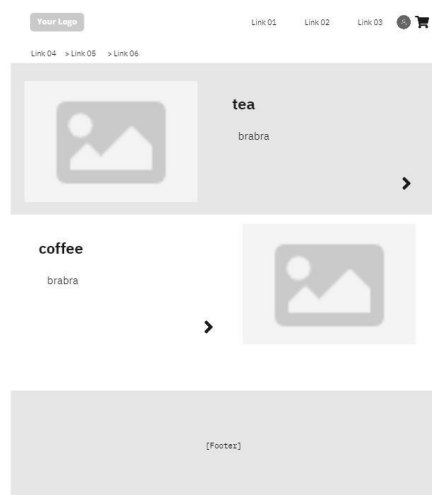 Your Logo
Link 01 Link 02 Link 03
Link 04 > Link 05 > Link 06
tea
brabra
coffee
brabra
[Footer]